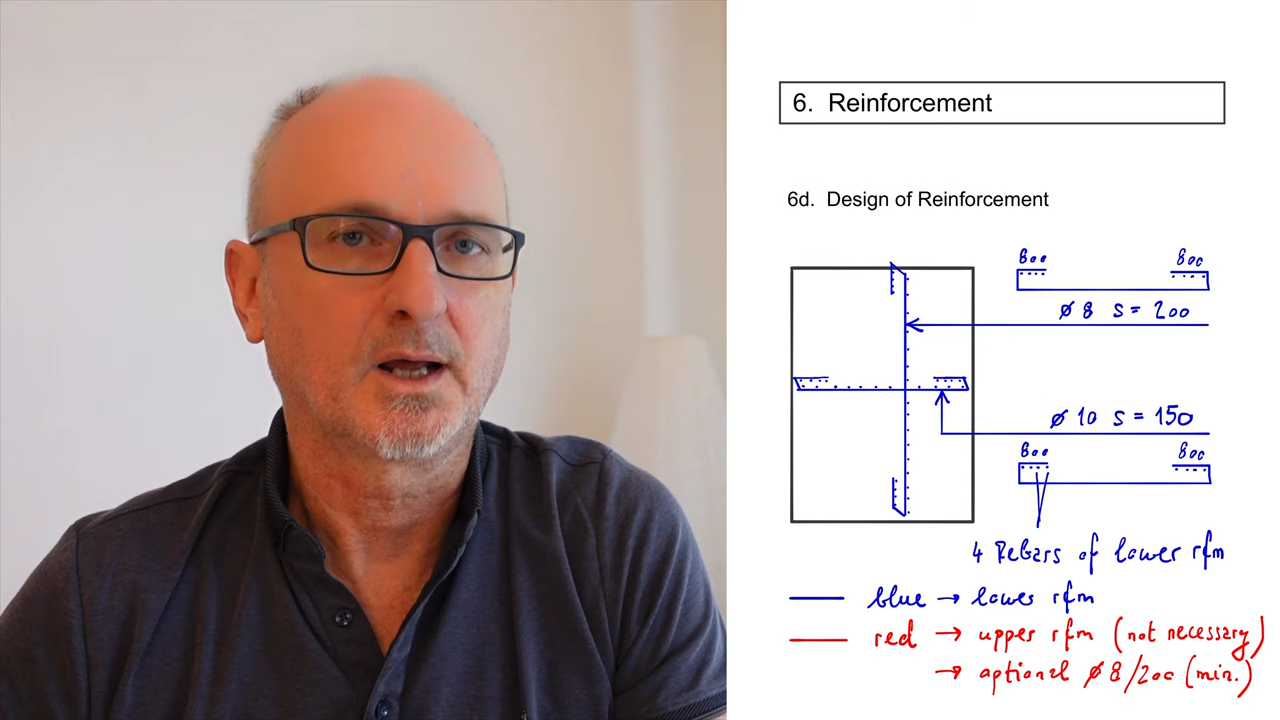 6. Reinforcement
6d. Design of Reinforcement
800 800
ø 8 s = 200
ø 10 s = 150
800 800
4 Rebars of lower rfm
blue → lower rfm
red → upper rfm (not necessary)
→ optional ø 8/200 (min.)